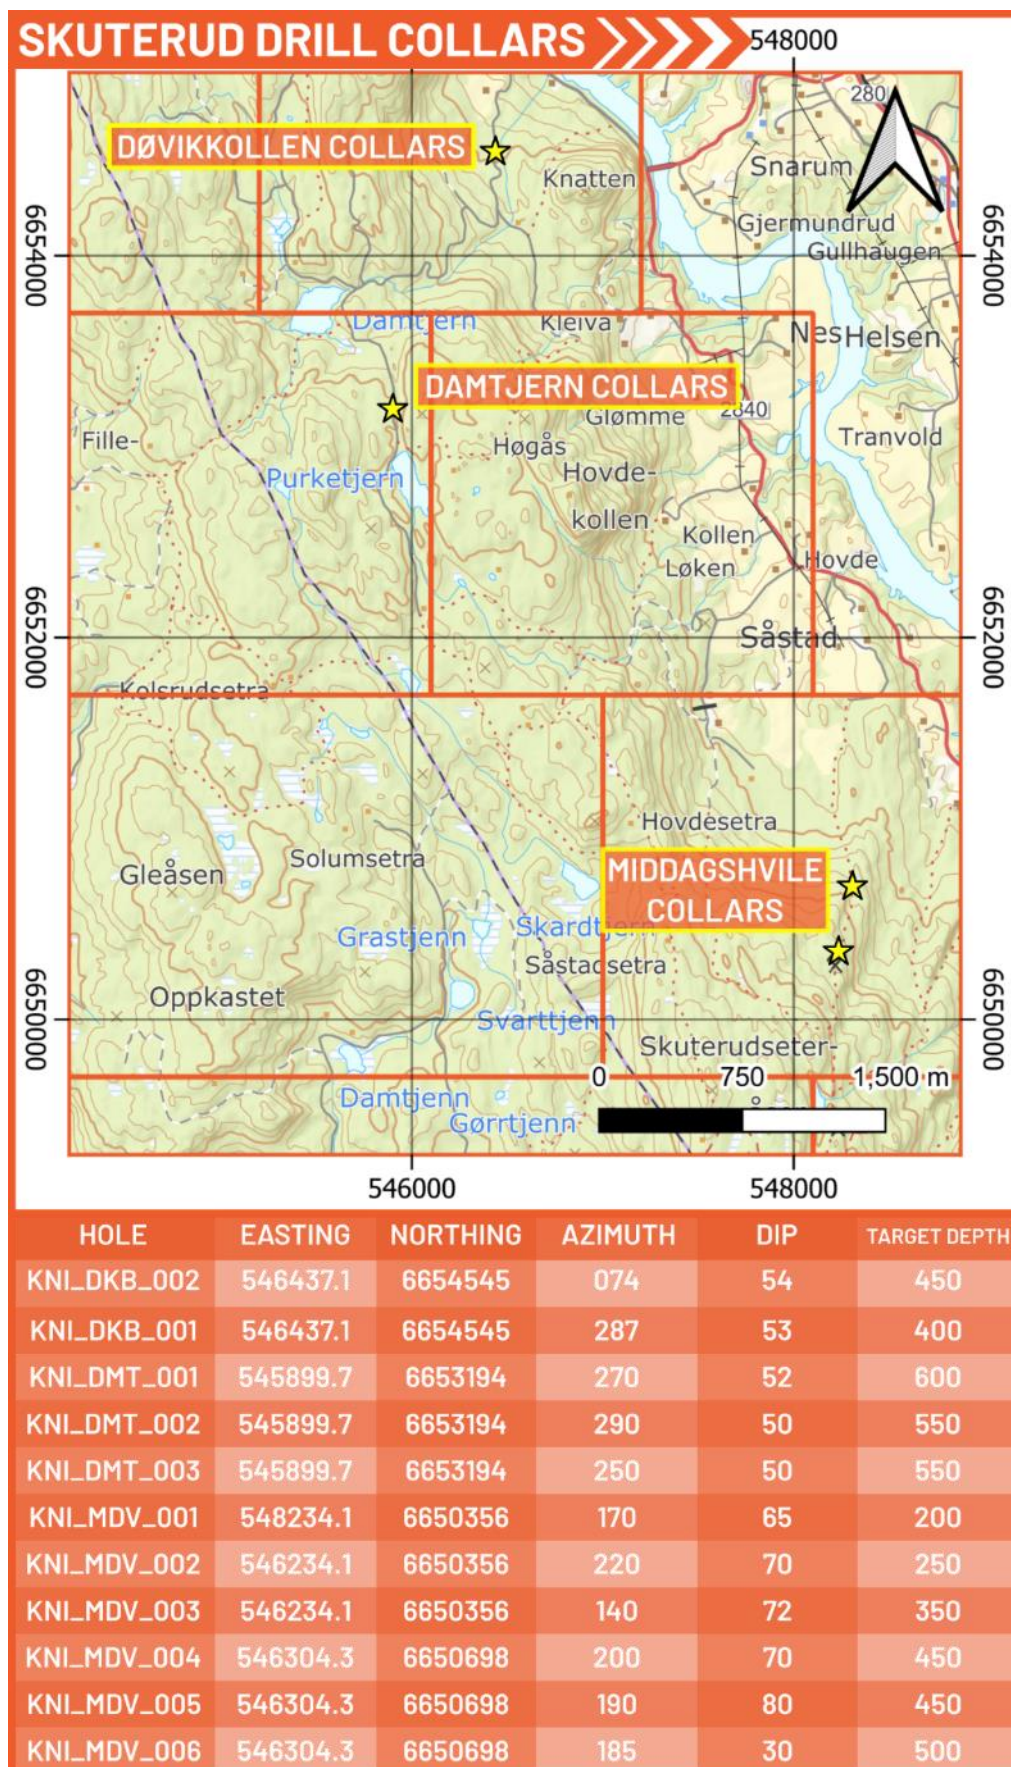 SKUTERUD DRILL COLLARS
548000
280
DØVIKKOLLEN COLLARS
Snarum
Knatten
Gjermundrud
Gullhaugen
6654000
6654000
Damtjern
Kleiva
Nes
Helsen
DAMTJERN COLLARS
2840
Glømme
Fille-
Høgås
Tranvold
Purketjern
Hovde-
kollen
Kollen
Hovde
Løken
6652000
6652000
Såstad
Kolsrudsetra
Hovdesetra
Solumsetra
Gleåsen
MIDDAGSHVILE
COLLARS
Skardtjern
Grastjenn
Såstadsetra
Oppkastet
Svarttjenn
6650000
6650000
Skuterudseter-
0 750 1,500 m
Damtjenn
Gørrtjenn
546000 548000
HOLE EASTING NORTHING AZIMUTH DIP TARGET DEPTH
KNI_DKB_002 546437.1 6654545 074 54 450
KNI_DKB_001 546437.1 6654545 287 53 400
KNI_DMT_001 545899.7 6653194 270 52 600
KNI_DMT_002 545899.7 6653194 290 50 550
KNI_DMT_003 545899.7 6653194 250 50 550
KNI_MDV_001 548234.1 6650356 170 65 200
KNI_MDV_002 546234.1 6650356 220 70 250
KNI_MDV_003 546234.1 6650356 140 72 350
KNI_MDV_004 546304.3 6650698 200 70 450
KNI_MDV_005 546304.3 6650698 190 80 450
KNI_MDV_006 546304.3 6650698 185 30 500